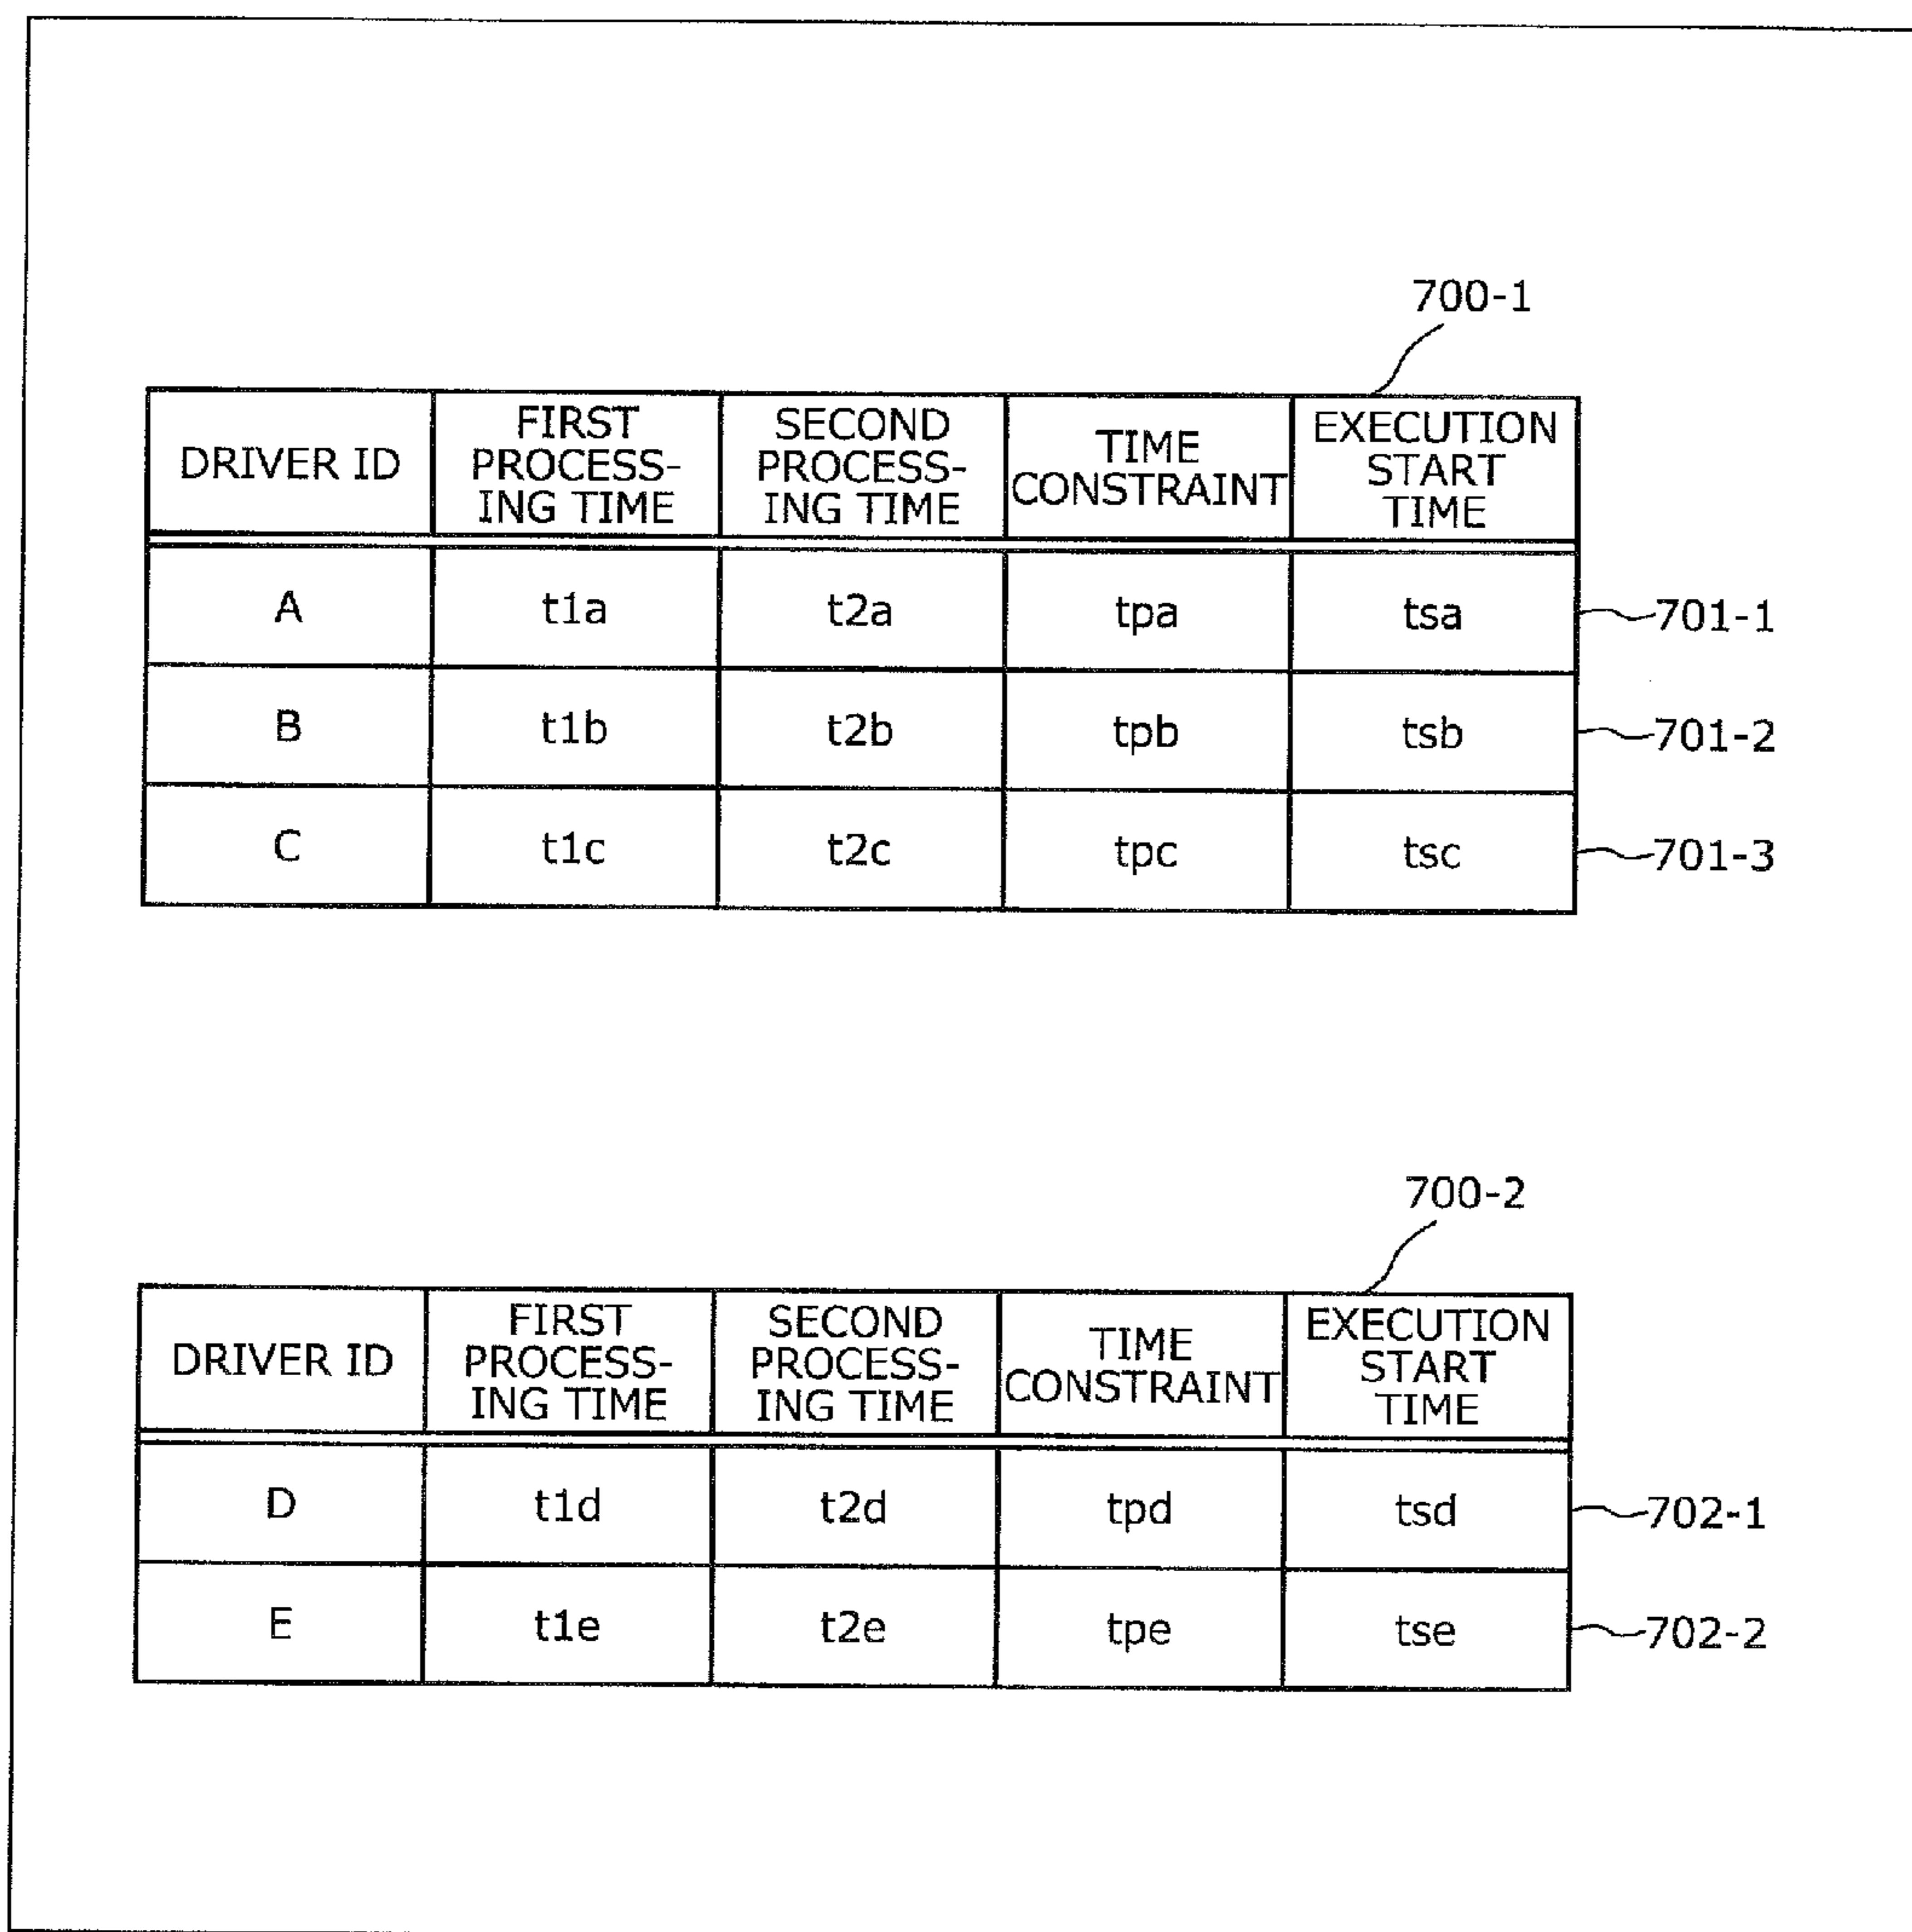 700-1
DRIVER ID
FIRST
PROCESS-
ING TIME
SECOND
PROCESS-
ING TIME
TIME
CONSTRAINT
EXECUTION
START
TIME
A t1a t2a tpa tsa 701-1
B t1b t2b tpb tsb 701-2
C t1c t2c tpc tsc 701-3
700-2
DRIVER ID
FIRST
PROCESS-
ING TIME
SECOND
PROCESS-
ING TIME
TIME
CONSTRAINT
EXECUTION
START
TIME
D t1d t2d tpd tsd 702-1
E t1e t2e tpe tse 702-2